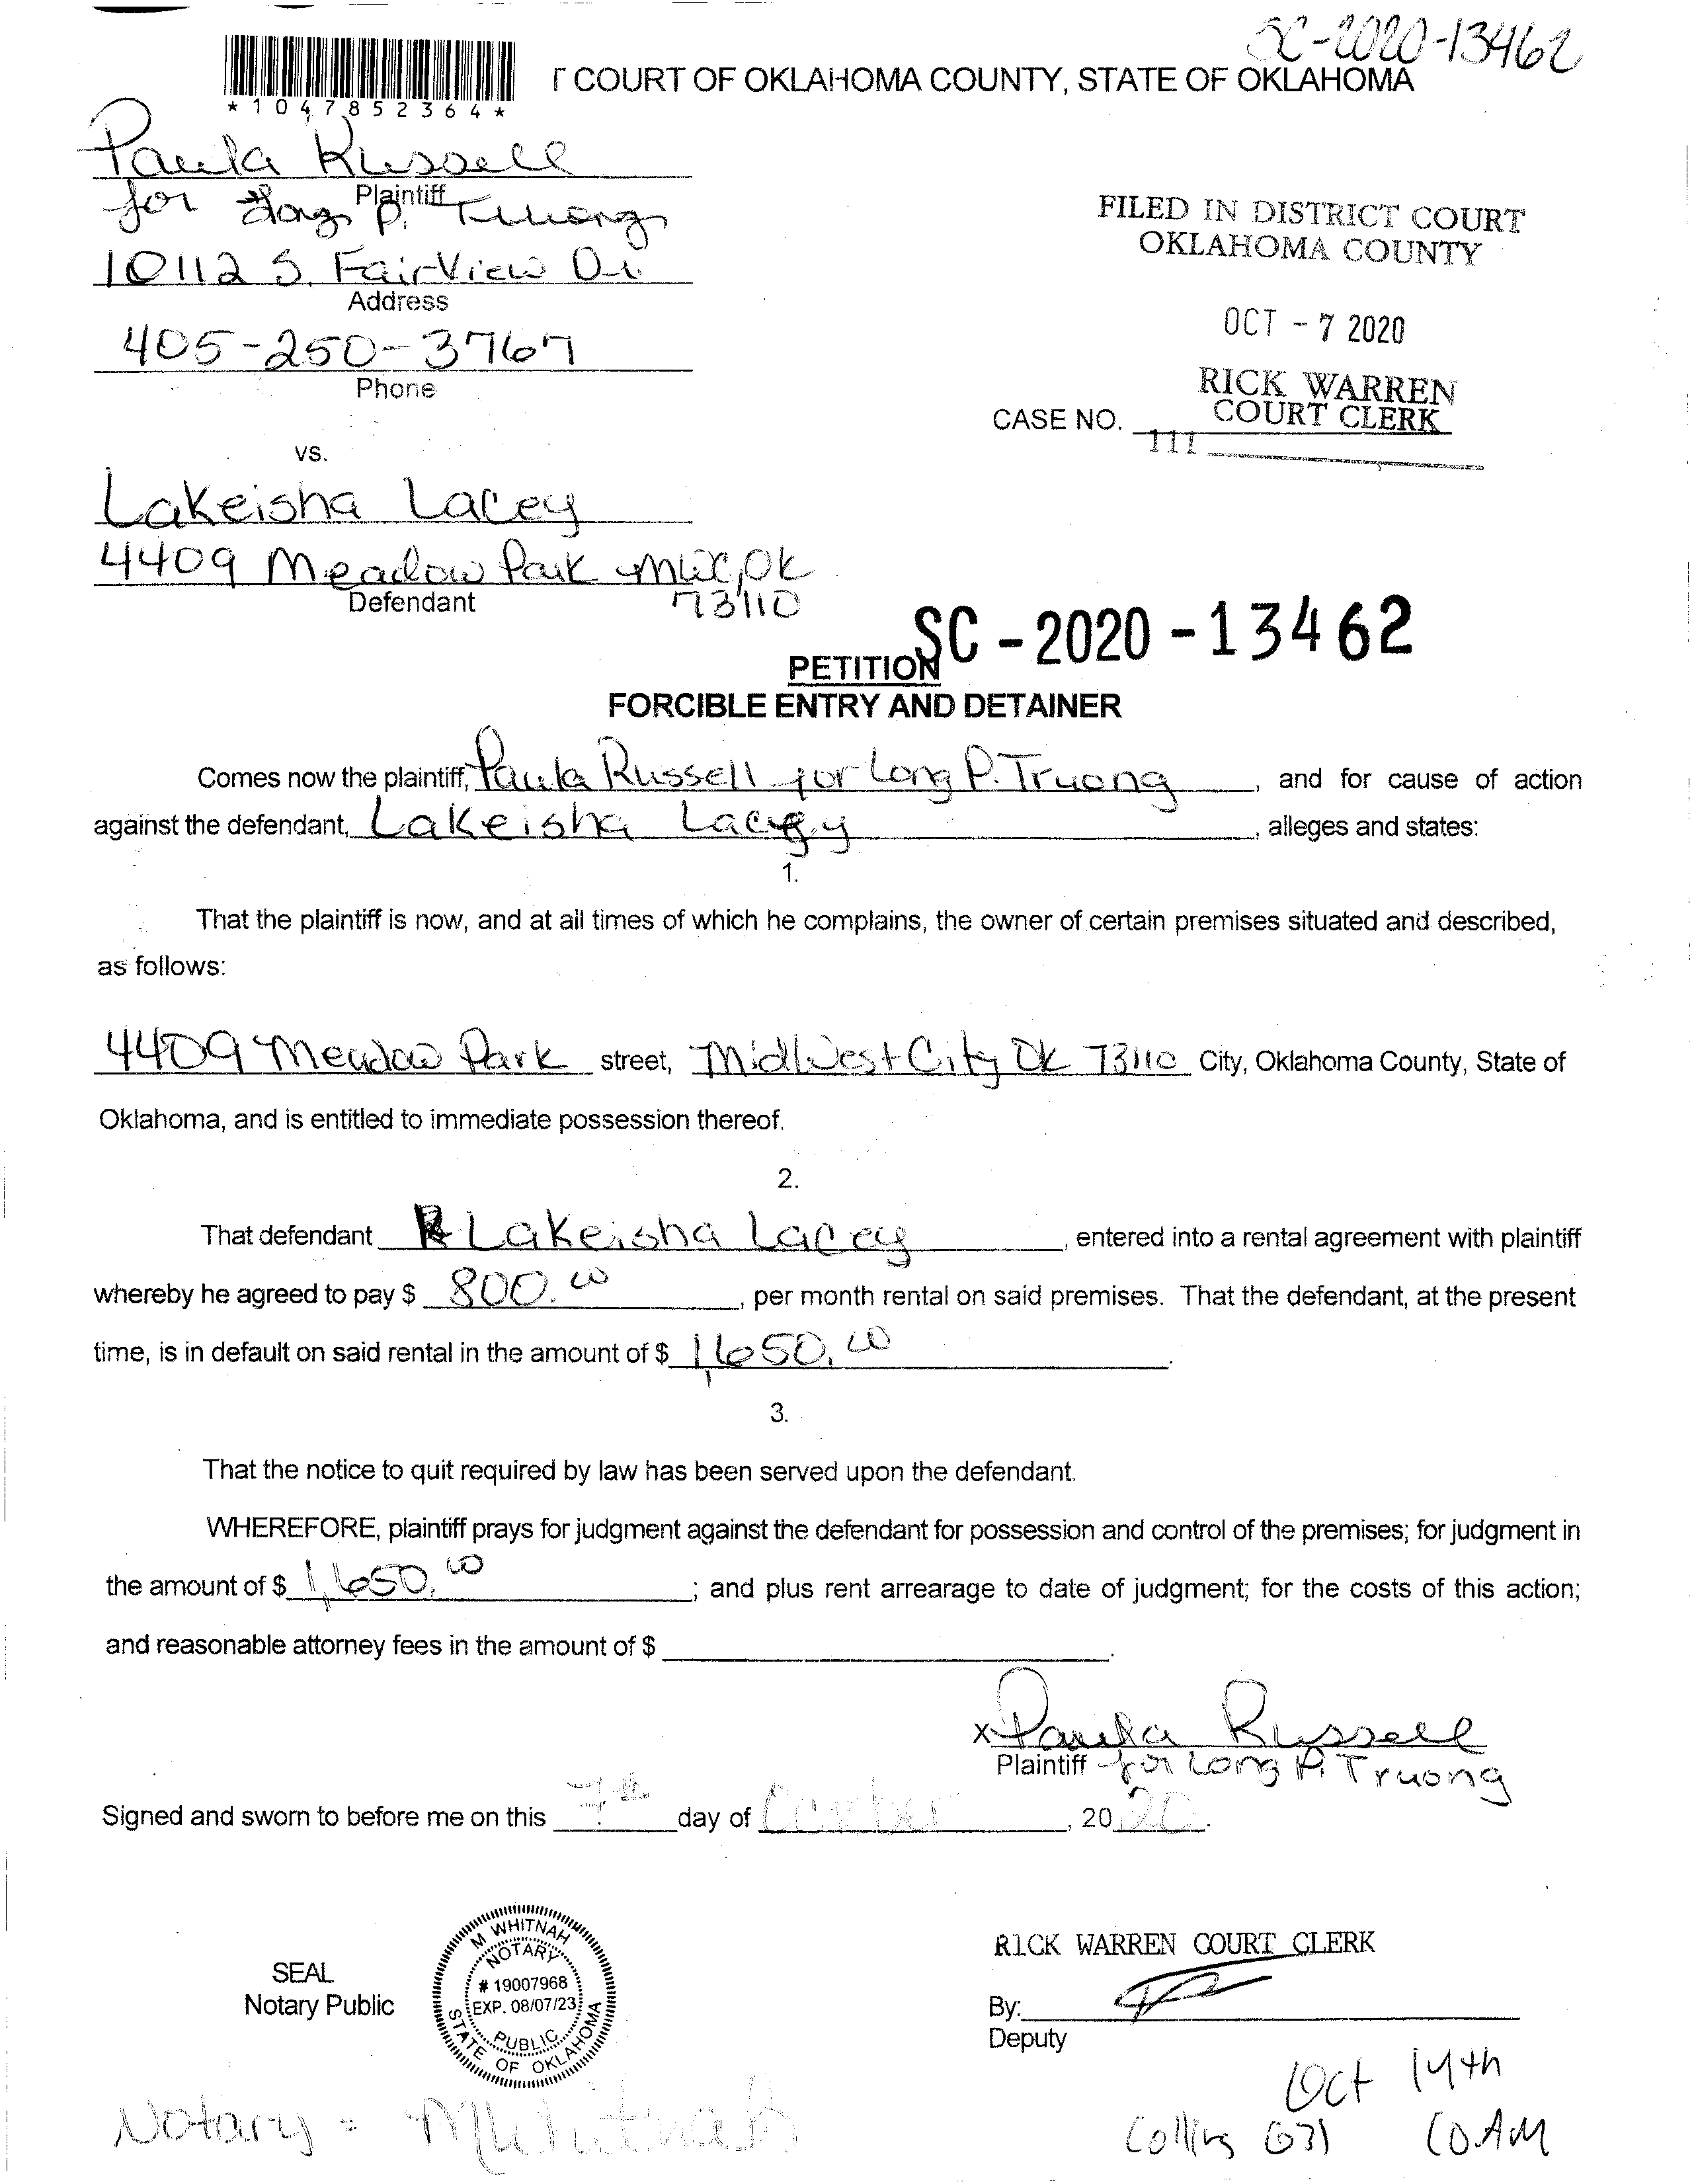 SC-2020-13462
T COURT OF OKLAHOMA COUNTY, STATE OF OKLAHOMA
*1047852364*
Paula Russell
Plaintiff
for Long P. Truong
10112 S. FairView Dr.
Address
405-250-3767
Phone
FILED IN DISTRICT COURT
OKLAHOMA COUNTY
OCT - 7 2020
RICK WARREN
COURT CLERK
CASE NO.
111
vs.
Lakeisha Lacey
4409 Meadow Park MWC, OK
73110
Defendant
SC - 2020 - 13462
PETITION
FORCIBLE ENTRY AND DETAINER
Comes now the plaintiff, Paula Russell for Long P. Truong, and for cause of action
against the defendant, Lakeisha Lacey, alleges and states:
1.
That the plaintiff is now, and at all times of which he complains, the owner of certain premises situated and described,
as follows:
4409 Meadow Park street, MidWest City OK 73110 City, Oklahoma County, State of
Oklahoma, and is entitled to immediate possession thereof.
2.
That defendant Lakeisha Lacey, entered into a rental agreement with plaintiff
whereby he agreed to pay $ 800.00, per month rental on said premises. That the defendant, at the present
time, is in default on said rental in the amount of $ 1,650.00.
3.
That the notice to quit required by law has been served upon the defendant.
WHEREFORE, plaintiff prays for judgment against the defendant for possession and control of the premises; for judgment in
the amount of $ 1,650.00; and plus rent arrearage to date of judgment; for the costs of this action;
and reasonable attorney fees in the amount of $
x Paula Russell
Plaintiff for Long P. Truong
Signed and sworn to before me on this 7th day of October, 2020.
SEAL
Notary Public
M WHITNAH
NOTARY
# 19007968
EXP. 08/07/23
PUBLIC
STATE OF OKLAHOMA
RICK WARREN COURT CLERK
By:
Deputy
Notary = M Whitnah
Oct 14th
Collins 631 10 AM